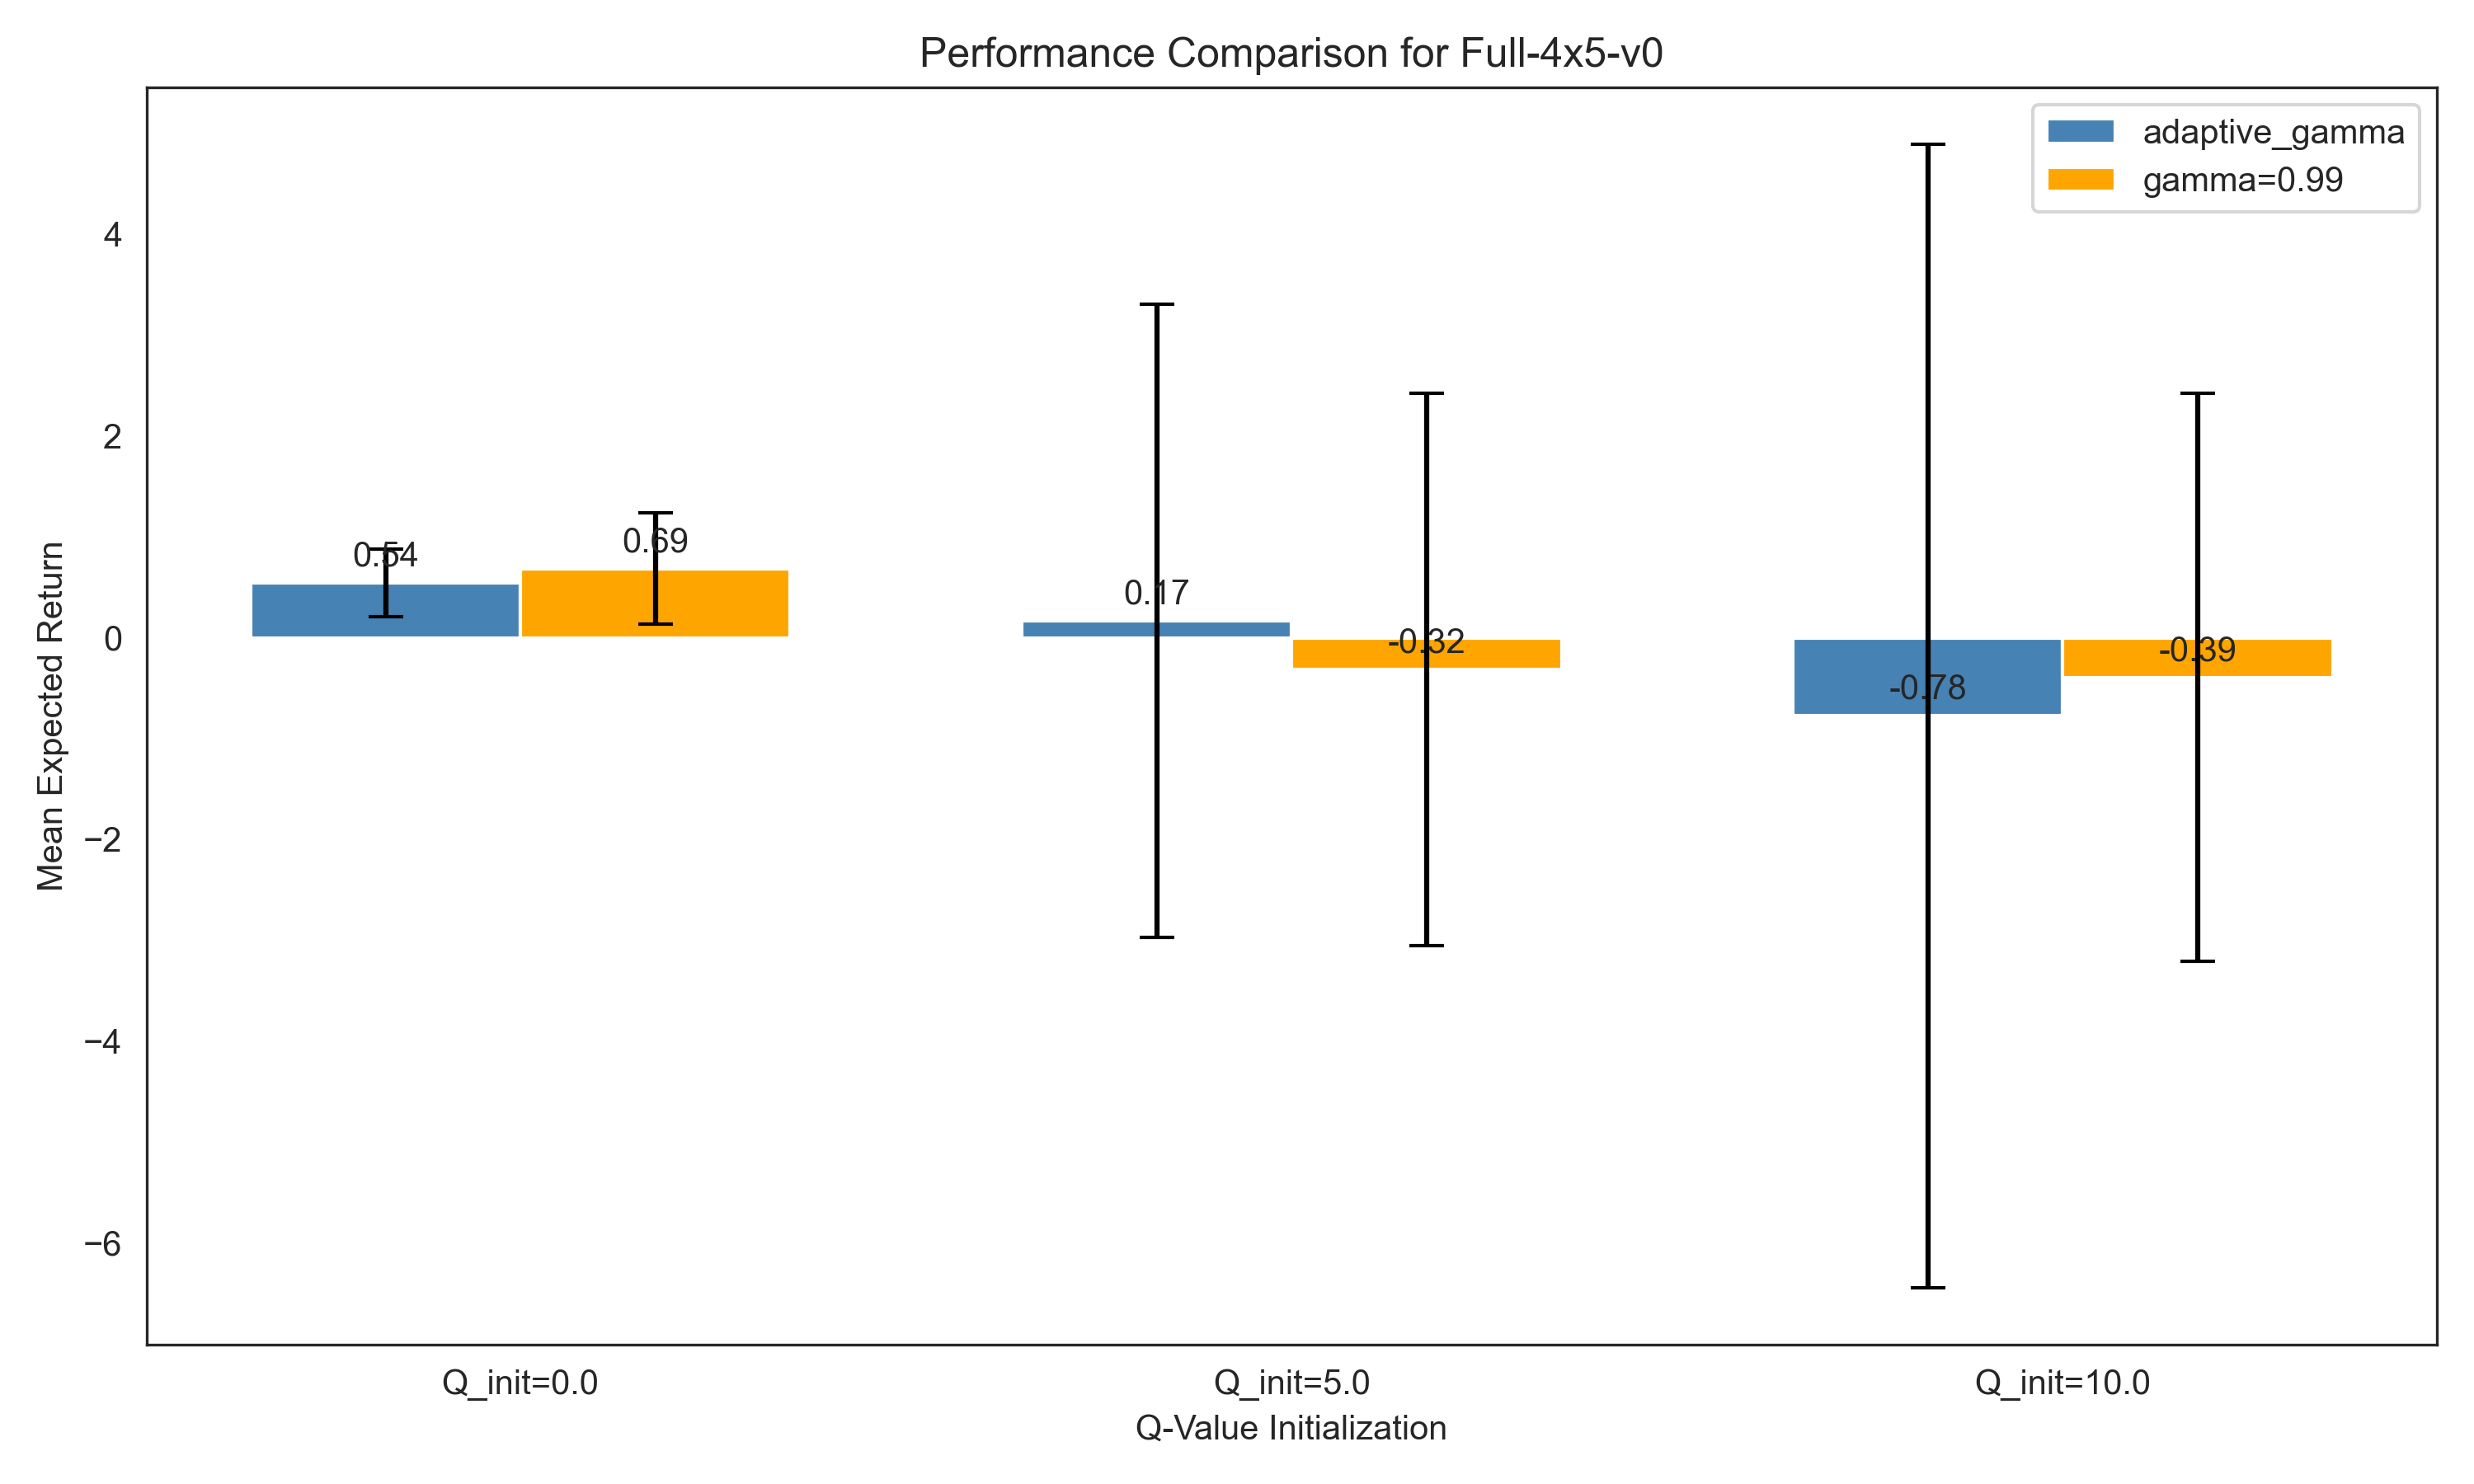 Performance Comparison for Full-4x5-v0
adaptive_gamma
gamma=0.99
Mean Expected Return
4
2
0
−2
−4
−6
0.54
0.69
0.17
-0.32
-0.78
-0.39
Q_init=0.0
Q_init=5.0
Q_init=10.0
Q-Value Initialization